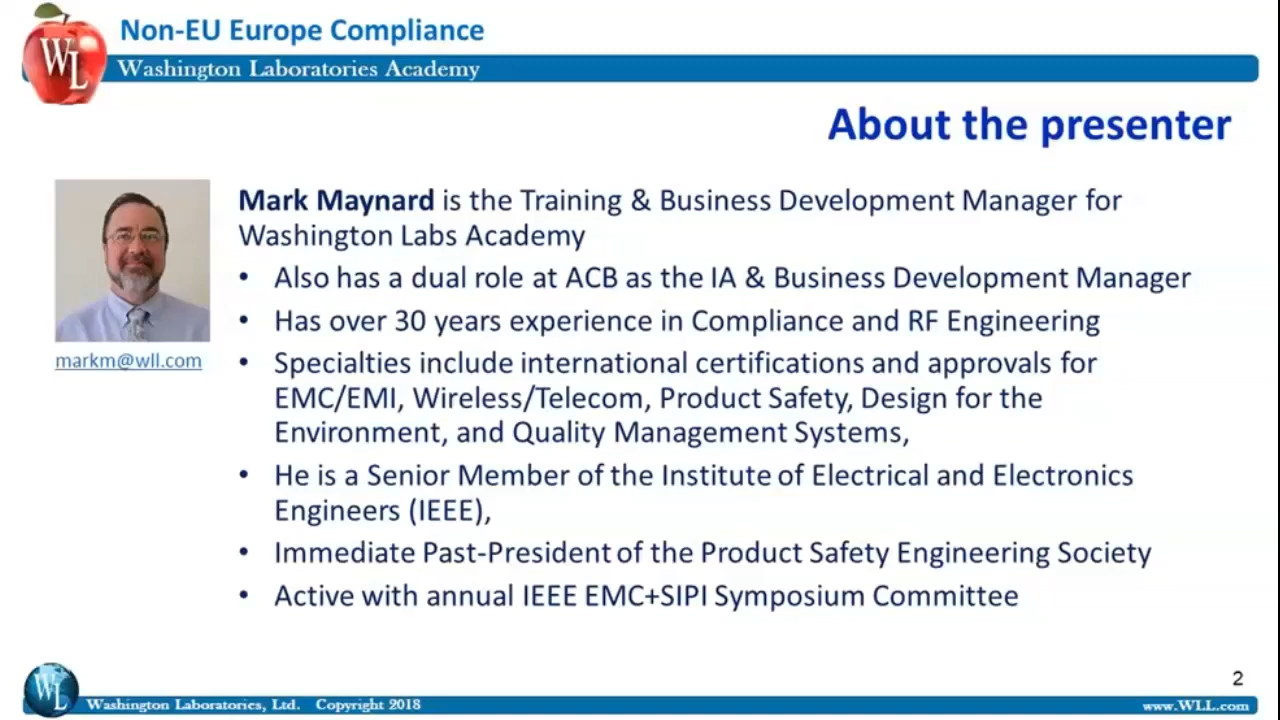 Non-EU Europe Compliance
WL
Washington Laboratories Academy
About the presenter
Mark Maynard is the Training & Business Development Manager for
Washington Labs Academy
• Also has a dual role at ACB as the IA & Business Development Manager
• Has over 30 years experience in Compliance and RF Engineering
markm@wll.com
• Specialties include international certifications and approvals for
EMC/EMI, Wireless/Telecom, Product Safety, Design for the
Environment, and Quality Management Systems,
• He is a Senior Member of the Institute of Electrical and Electronics
Engineers (IEEE),
• Immediate Past-President of the Product Safety Engineering Society
• Active with annual IEEE EMC+SIPI Symposium Committee
2
WL
Washington Laboratories, Ltd. Copyright 2018
www.WLL.com